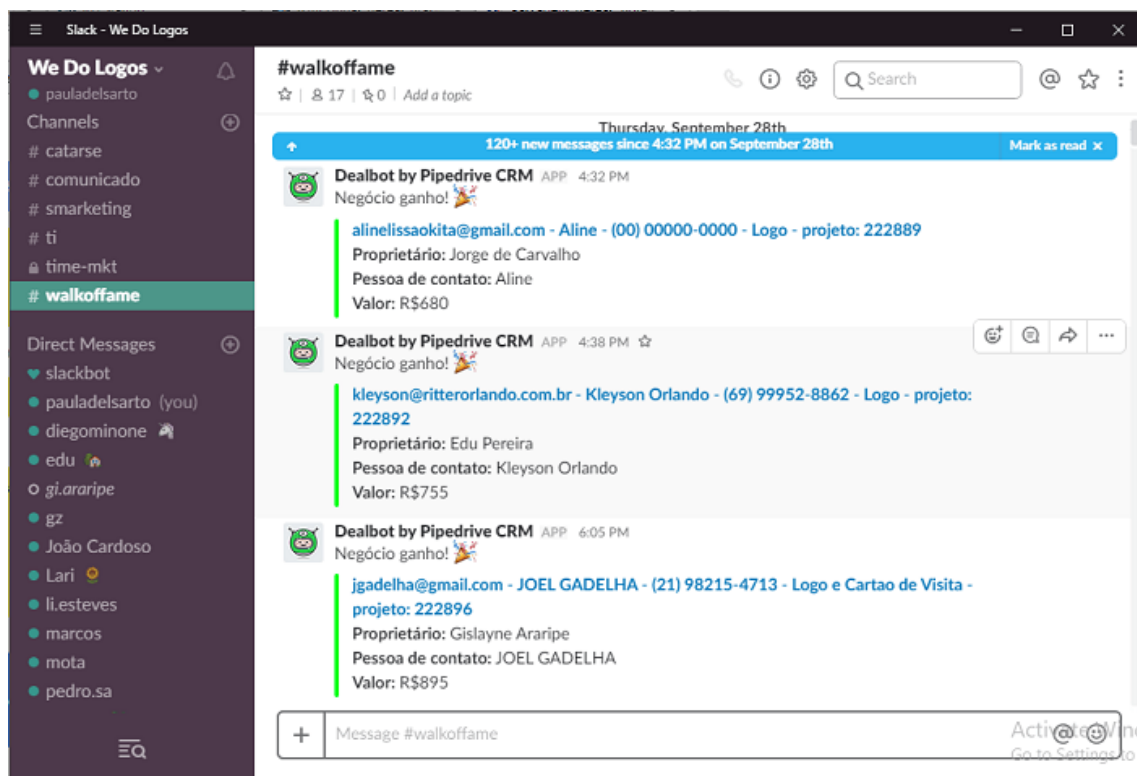 Slack - We Do Logos
We Do Logos
pauladelsarto
Channels
# catarse
# comunicado
# smarketing
# ti
time-mkt
# walkoffame
Direct Messages
slackbot
pauladelsarto (you)
diegominone
edu
gi.araripe
gz
João Cardoso
Lari
li.esteves
marcos
mota
pedro.sa
#walkoffame
17 | 0 | Add a topic
Search
Thursday, September 28th
120+ new messages since 4:32 PM on September 28th Mark as read ×
Dealbot by Pipedrive CRM APP 4:32 PM
Negócio ganho!
alinelissaokita@gmail.com - Aline - (00) 00000-0000 - Logo - projeto: 222889
Proprietário: Jorge de Carvalho
Pessoa de contato: Aline
Valor: R$680
Dealbot by Pipedrive CRM APP 4:38 PM
Negócio ganho!
kleyson@ritterorlando.com.br - Kleyson Orlando - (69) 99952-8862 - Logo - projeto:
222892
Proprietário: Edu Pereira
Pessoa de contato: Kleyson Orlando
Valor: R$755
Dealbot by Pipedrive CRM APP 6:05 PM
Negócio ganho!
jgadelha@gmail.com - JOEL GADELHA - (21) 98215-4713 - Logo e Cartao de Visita -
projeto: 222896
Proprietário: Gislayne Araripe
Pessoa de contato: JOEL GADELHA
Valor: R$895
Message #walkoffame
Go to Settings to